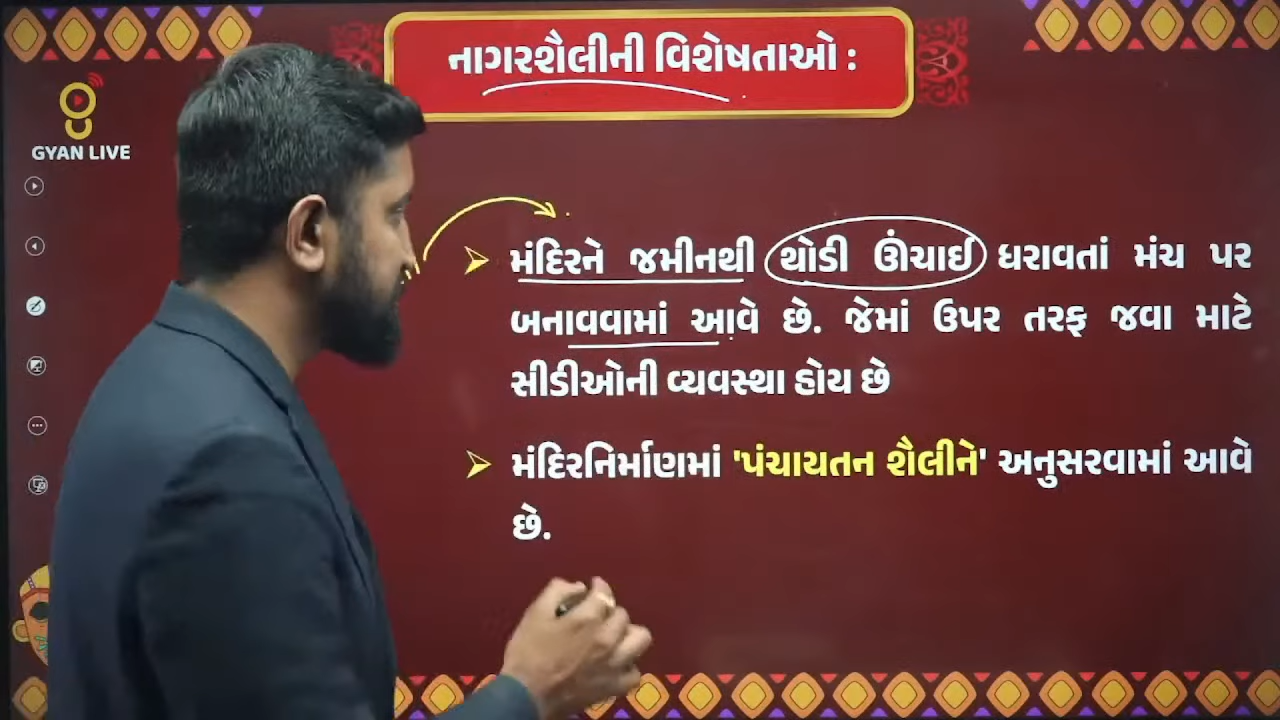 નાગરશૈલીની વિશેષતાઓ :
GYAN LIVE
મંદિરને જમીનથી થોડી ઊંચાઈ ધરાવતાં મંચ પર
બનાવવામાં આવે છે. જેમાં ઉપર તરફ જવા માટે
સીડીઓની વ્યવસ્થા હોય છે
મંદિરનિર્માણમાં 'પંચાયતન શૈલીને' અનુસરવામાં આવે
છે.